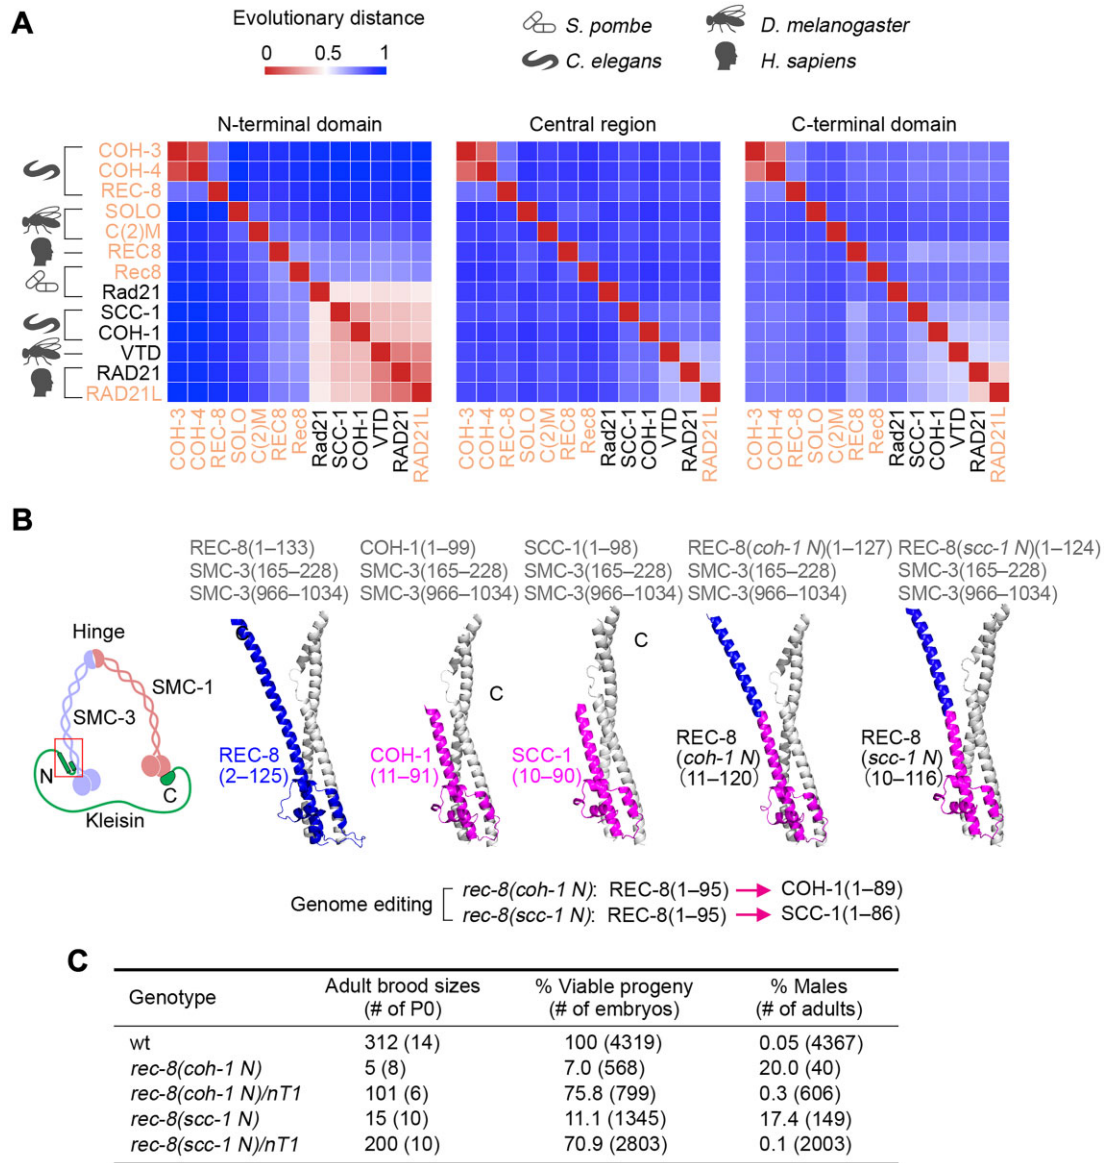 A
Evolutionary distance
0 0.5 1
S. pombe
D. melanogaster
C. elegans
H. sapiens
N-terminal domain
Central region
C-terminal domain
COH-3
COH-4
REC-8
SOLO
C(2)M
REC8
Rec8
Rad21
SCC-1
COH-1
VTD
RAD21
RAD21L
COH-3
COH-4
REC-8
SOLO
C(2)M
REC8
Rec8
Rad21
SCC-1
COH-1
VTD
RAD21
RAD21L
COH-3
COH-4
REC-8
SOLO
C(2)M
REC8
Rec8
Rad21
SCC-1
COH-1
VTD
RAD21
RAD21L
COH-3
COH-4
REC-8
SOLO
C(2)M
REC8
Rec8
Rad21
SCC-1
COH-1
VTD
RAD21
RAD21L
B
REC-8(1–133)
SMC-3(165–228)
SMC-3(966–1034)
COH-1(1–99)
SMC-3(165–228)
SMC-3(966–1034)
SCC-1(1–98)
SMC-3(165–228)
SMC-3(966–1034)
REC-8(coh-1 N)(1–127)
SMC-3(165–228)
SMC-3(966–1034)
REC-8(scc-1 N)(1–124)
SMC-3(165–228)
SMC-3(966–1034)
Hinge
SMC-1
SMC-3
N
C
Kleisin
C
REC-8
(2–125)
C
COH-1
(11–91)
C
SCC-1
(10–90)
REC-8
(coh-1 N)
(11–120)
REC-8
(scc-1 N)
(10–116)
Genome editing
rec-8(coh-1 N): REC-8(1–95) → COH-1(1–89)
rec-8(scc-1 N): REC-8(1–95) → SCC-1(1–86)
C
Genotype Adult brood sizes (# of P0) % Viable progeny (# of embryos) % Males (# of adults)
wt 312 (14) 100 (4319) 0.05 (4367)
rec-8(coh-1 N) 5 (8) 7.0 (568) 20.0 (40)
rec-8(coh-1 N)/nT1 101 (6) 75.8 (799) 0.3 (606)
rec-8(scc-1 N) 15 (10) 11.1 (1345) 17.4 (149)
rec-8(scc-1 N)/nT1 200 (10) 70.9 (2803) 0.1 (2003)